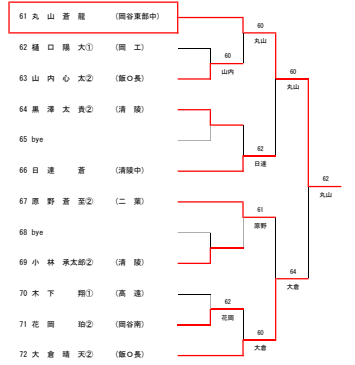 61 丸 山 蒼 龍 (岡谷東部中)
60
62 樋 口 陽 大① (岡 工)
60
丸山
63 山 内 心 太② (飯O長)
山内
60
丸山
64 黒 澤 太 貴② (清 陵)
65 bye
62
日達
66 日 達 蒼 (清陵中)
62
丸山
67 原 野 蒼 至② (二 葉)
61
原野
68 bye
69 小 林 承太郎② (清 陵)
64
大倉
70 木 下 翔① (高 遠)
62
花岡
71 花 岡 珀② (岡谷南)
60
大倉
72 大 倉 晴 天② (飯O長)